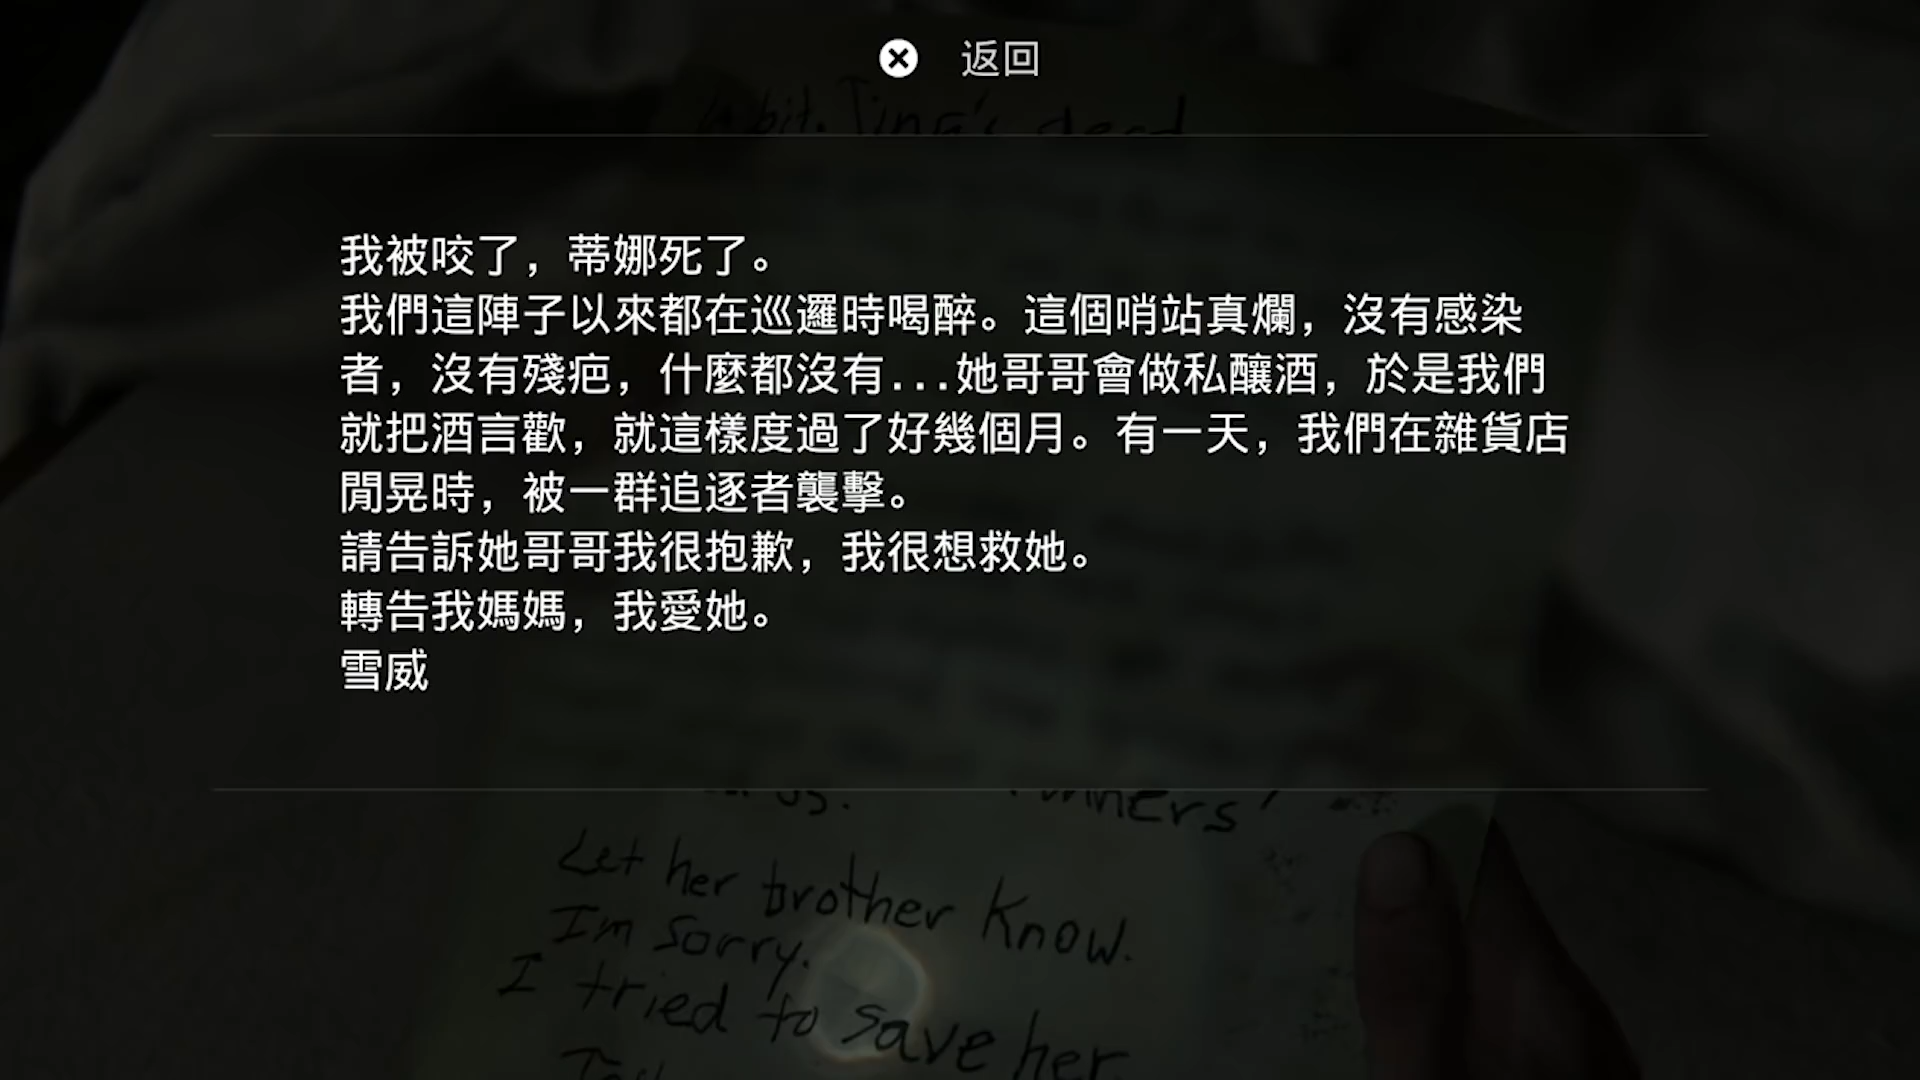 返回
bit. Tina's dead
我被咬了，蒂娜死了。
我們這陣子以來都在巡邏時喝醉。這個哨站真爛，沒有感染
者，沒有殘疤，什麼都沒有...她哥哥會做私釀酒，於是我們
就把酒言歡，就這樣度過了好幾個月。有一天，我們在雜貨店
閒晃時，被一群追逐者襲擊。
請告訴她哥哥我很抱歉，我很想救她。
轉告我媽媽，我愛她。
雪威
Let her brother know.
I'm sorry.
I tried to save her.